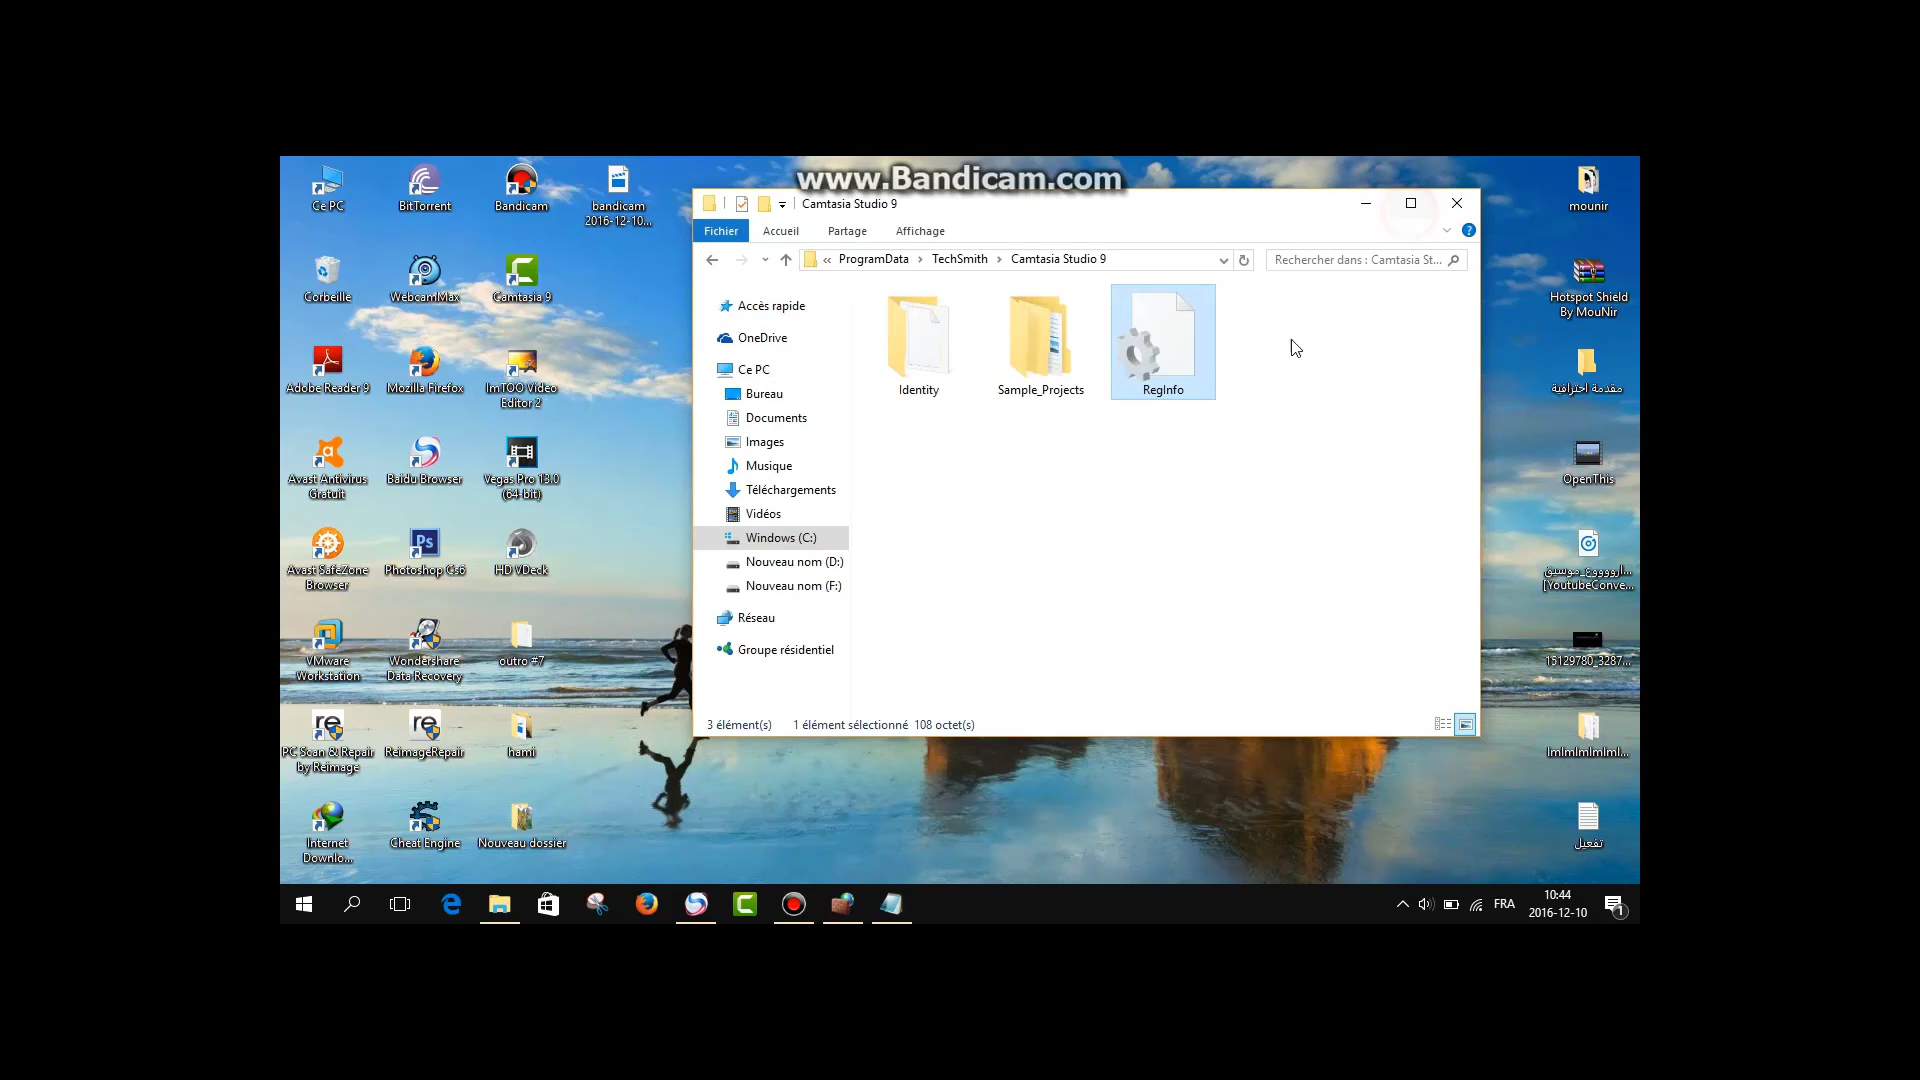 www.Bandicam.com
Ce PC
BitTorrent
Bandicam
bandicam
2016-12-10...
Corbeille
WebcamMax
Camtasia 9
Adobe Reader 9
Mozilla Firefox
ImTOO Video
Editor 2
Avast Antivirus
Gratuit
Baidu Browser
Vegas Pro 13.0
(64-bit)
Avast SafeZone
Browser
Photoshop Cs6
HD VDeck
VMware
Workstation
Wondershare
Data Recovery
outro #7
PC Scan & Repair
by Reimage
ReimageRepair
hami
Internet
Downlo...
Cheat Engine
Nouveau dossier
Camtasia Studio 9
Fichier
Accueil
Partage
Affichage
« ProgramData › TechSmith › Camtasia Studio 9
Rechercher dans : Camtasia St...
Accès rapide
OneDrive
Ce PC
Bureau
Documents
Images
Musique
Téléchargements
Vidéos
Windows (C:)
Nouveau nom (D:)
Nouveau nom (F:)
Réseau
Groupe résidentiel
Identity
Sample_Projects
RegInfo
3 élément(s)
1 élément sélectionné 108 octet(s)
mounir
Hotspot Shield
By MouNir
مقدمة احترافية
OpenThis
[YoutubeConve...
15129780_3287...
تفعيل
FRA
10:44
2016-12-10
1